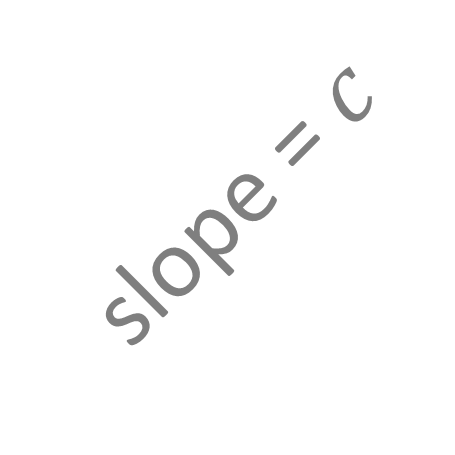 slope = c